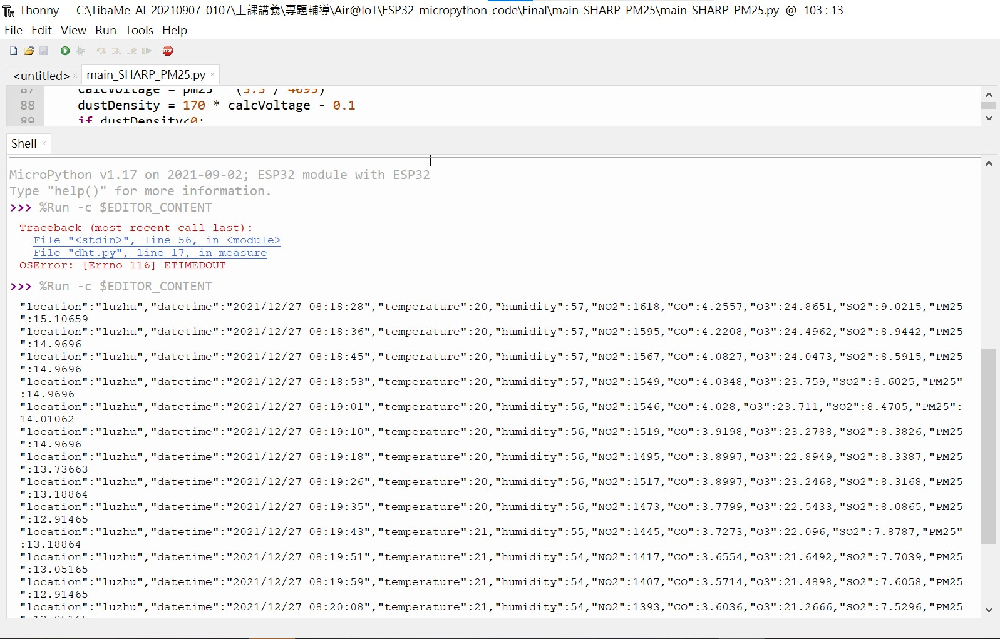 Thonny - C:\TibaMe_AI_20210907-0107\上課講義\專題輔導\Air@IoT\ESP32_micropython_code\Final\main_SHARP_PM25\main_SHARP_PM25.py @ 103 : 13
File Edit View Run Tools Help
STOP
<untitled> × main_SHARP_PM25.py ×
87 calcVoltage = pm25 * (3.3 / 4095)
88 dustDensity = 170 * calcVoltage - 0.1
89 if dustDensity<0:
Shell ×
MicroPython v1.17 on 2021-09-02; ESP32 module with ESP32
Type "help()" for more information.
>>> %Run -c $EDITOR_CONTENT
Traceback (most recent call last):
File "<stdin>", line 56, in <module>
File "dht.py", line 17, in measure
OSError: [Errno 116] ETIMEDOUT
>>> %Run -c $EDITOR_CONTENT
"location":"luzhu","datetime":"2021/12/27 08:18:28","temperature":20,"humidity":57,"NO2":1618,"CO":4.2557,"O3":24.8651,"SO2":9.0215,"PM25
":15.10659
"location":"luzhu","datetime":"2021/12/27 08:18:36","temperature":20,"humidity":57,"NO2":1595,"CO":4.2208,"O3":24.4962,"SO2":8.9442,"PM25
":14.9696
"location":"luzhu","datetime":"2021/12/27 08:18:45","temperature":20,"humidity":57,"NO2":1567,"CO":4.0827,"O3":24.0473,"SO2":8.5915,"PM25
":14.9696
"location":"luzhu","datetime":"2021/12/27 08:18:53","temperature":20,"humidity":57,"NO2":1549,"CO":4.0348,"O3":23.759,"SO2":8.6025,"PM25"
:14.9696
"location":"luzhu","datetime":"2021/12/27 08:19:01","temperature":20,"humidity":56,"NO2":1546,"CO":4.028,"O3":23.711,"SO2":8.4705,"PM25":
14.01062
"location":"luzhu","datetime":"2021/12/27 08:19:10","temperature":20,"humidity":56,"NO2":1519,"CO":3.9198,"O3":23.2788,"SO2":8.3826,"PM25
":14.9696
"location":"luzhu","datetime":"2021/12/27 08:19:18","temperature":20,"humidity":56,"NO2":1495,"CO":3.8997,"O3":22.8949,"SO2":8.3387,"PM25
":13.73663
"location":"luzhu","datetime":"2021/12/27 08:19:26","temperature":20,"humidity":56,"NO2":1517,"CO":3.8997,"O3":23.2468,"SO2":8.3168,"PM25
":13.18864
"location":"luzhu","datetime":"2021/12/27 08:19:35","temperature":20,"humidity":56,"NO2":1473,"CO":3.7799,"O3":22.5433,"SO2":8.0865,"PM25
":12.91465
"location":"luzhu","datetime":"2021/12/27 08:19:43","temperature":21,"humidity":55,"NO2":1445,"CO":3.7273,"O3":22.096,"SO2":7.8787,"PM25"
:13.18864
"location":"luzhu","datetime":"2021/12/27 08:19:51","temperature":21,"humidity":54,"NO2":1417,"CO":3.6554,"O3":21.6492,"SO2":7.7039,"PM25
":13.05165
"location":"luzhu","datetime":"2021/12/27 08:19:59","temperature":21,"humidity":54,"NO2":1407,"CO":3.5714,"O3":21.4898,"SO2":7.6058,"PM25
":12.91465
"location":"luzhu","datetime":"2021/12/27 08:20:08","temperature":21,"humidity":54,"NO2":1393,"CO":3.6036,"O3":21.2666,"SO2":7.5296,"PM25